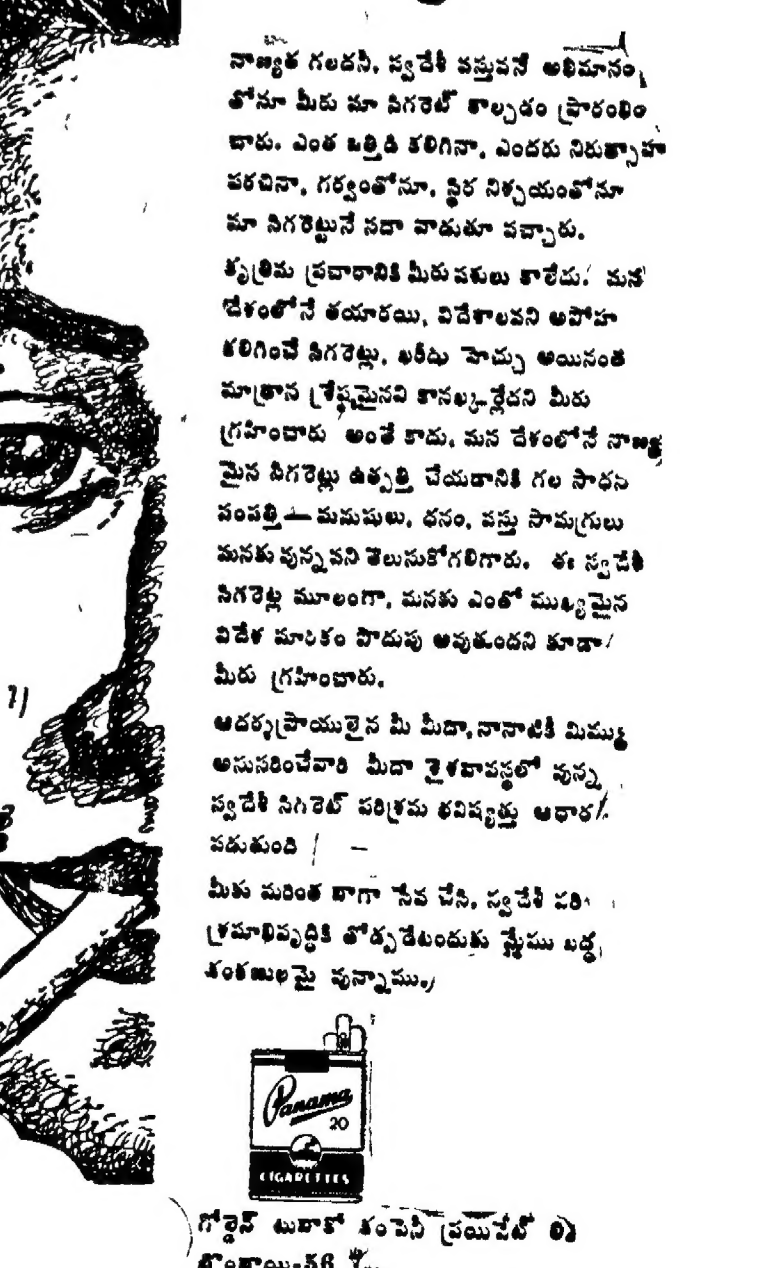 నాణ్యత గలదనీ, స్వదేశీ వస్తువనే అభిమానం
తోనూ మీరు మా సిగరెట్ కాల్చడం ప్రారంభిం
చారు. ఎంత ఒత్తిడి కలిగినా, ఎందరు నిరుత్సాహ
పరచినా, గర్వంతోనూ, స్థిర నిశ్చయంతోనూ
మా సిగరెట్టునే సదా వాడుతూ వచ్చారు.
కృత్రిమ ప్రచారానికి మీరు వశులు కాలేదు. మన
దేశంలోనే తయారయి, విదేశాలవని అపోహ
కలిగించే సిగరెట్లు, ఖరీదు హెచ్చు అయినంత
మాత్రాన శ్రేష్ఠమైనవి కానఖ్కర్లేదని మీరు
గ్రహించారు అంతే కాదు, మన దేశంలోనే నాణ్య
మైన సిగరెట్లు ఉత్పత్తి చేయడానికి గల సాధన
సంపత్తి — మనుషులు, ధనం, వస్తు సామగ్రులు
మనకు వున్నవని తెలుసుకోగలిగారు. ఈ స్వదేశీ
సిగరెట్ల మూలంగా, మనకు ఎంతో ముఖ్యమైన
విదేశ మారకం పొదుపు అవుతుందని కూడా
మీరు గ్రహించారు.
ఆదర్శప్రాయులైన మీ మీదా, నానాటికీ మిమ్ము
అనుసరించేవారి మీదా శైశవావస్థలో వున్న
స్వదేశీ సిగరెట్ పరిశ్రమ భవిష్యత్తు ఆధార
పడుతుంది
మీకు మరింత బాగా సేవ చేసి, స్వదేశీ పరి
శ్రమాభివృద్ధికి తోడ్పడేటందుకు మేము బద్ధ
కంకణులమై వున్నాము.
Panama
20
CIGARETTES
గోల్డెన్ టుబాకో కంపెనీ ప్రయివేట్ లి
బొంబాయి-56